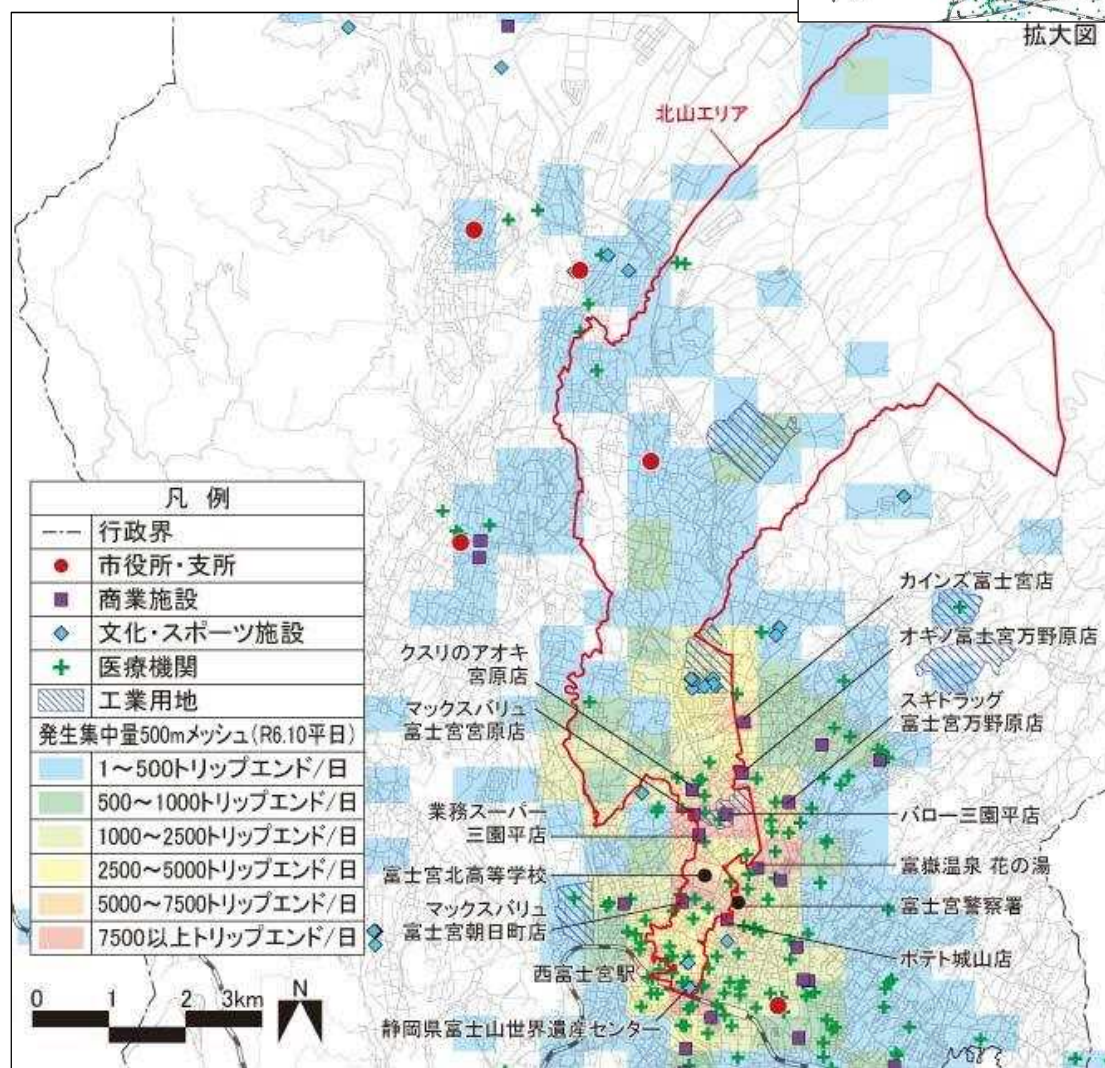 拡大図
北山エリア
凡 例
行政界
市役所・支所
商業施設
文化・スポーツ施設
医療機関
工業用地
発生集中量500mメッシュ(R6.10平日)
1～500トリップエンド/日
500～1000トリップエンド/日
1000～2500トリップエンド/日
2500～5000トリップエンド/日
5000～7500トリップエンド/日
7500以上トリップエンド/日
クスリのアオキ
宮原店
マックスバリュ
富士宮宮原店
業務スーパー
三園平店
富士宮北高等学校
マックスバリュ
富士宮朝日町店
西富士宮駅
静岡県富士山世界遺産センター
カインズ富士宮店
オギノ富士宮万野原店
スギドラッグ
富士宮万野原店
バロー三園平店
富嶽温泉 花の湯
富士宮警察署
ポテト城山店
0 1 2 3km
N